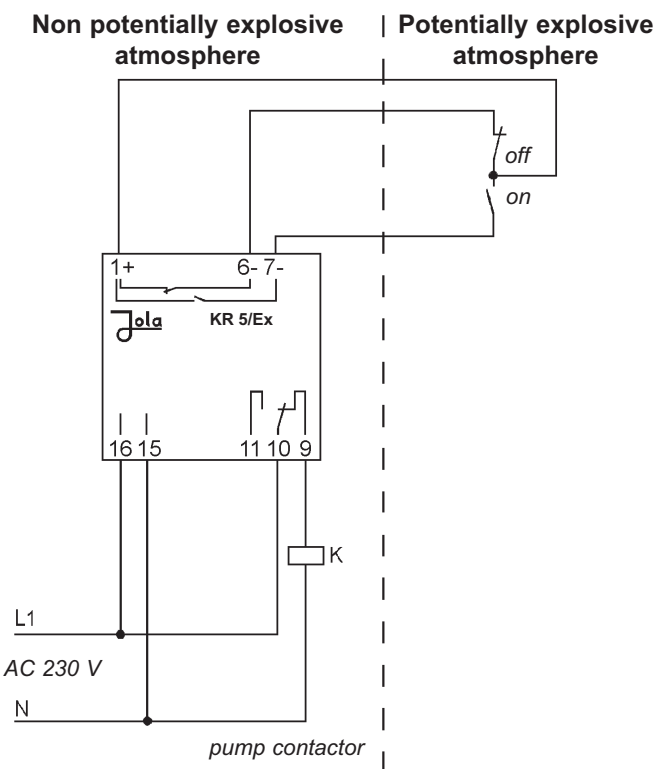 Non potentially explosive
atmosphere
Potentially explosive
atmosphere
off
on
1+ 6- 7-
Jola KR 5/Ex
16 15 11 10 9
K
L1
AC 230 V
N
pump contactor